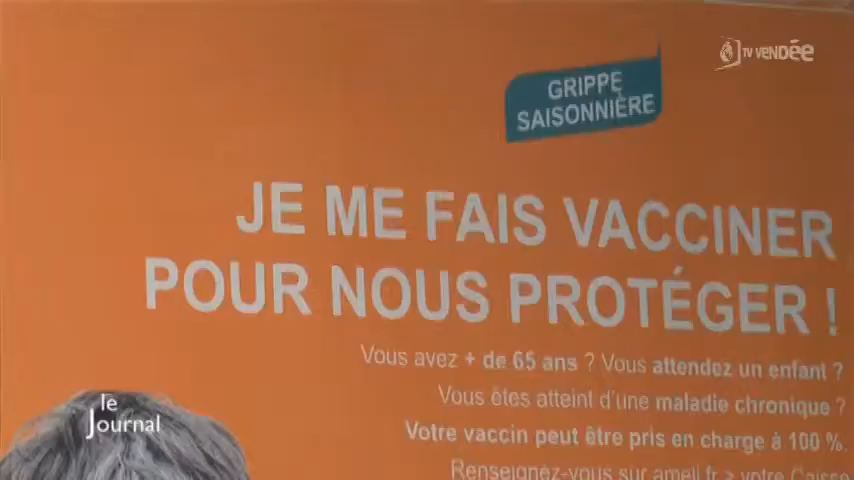 TV VENDÉE
GRIPPE
SAISONNIÈRE
JE ME FAIS VACCINER
POUR NOUS PROTÉGER !
Vous avez + de 65 ans ? Vous attendez un enfant ?
Vous êtes atteint d'une maladie chronique ?
Votre vaccin peut être pris en charge à 100 %.
Renseignez-vous sur ameli.fr > votre Caisse
le
Journal